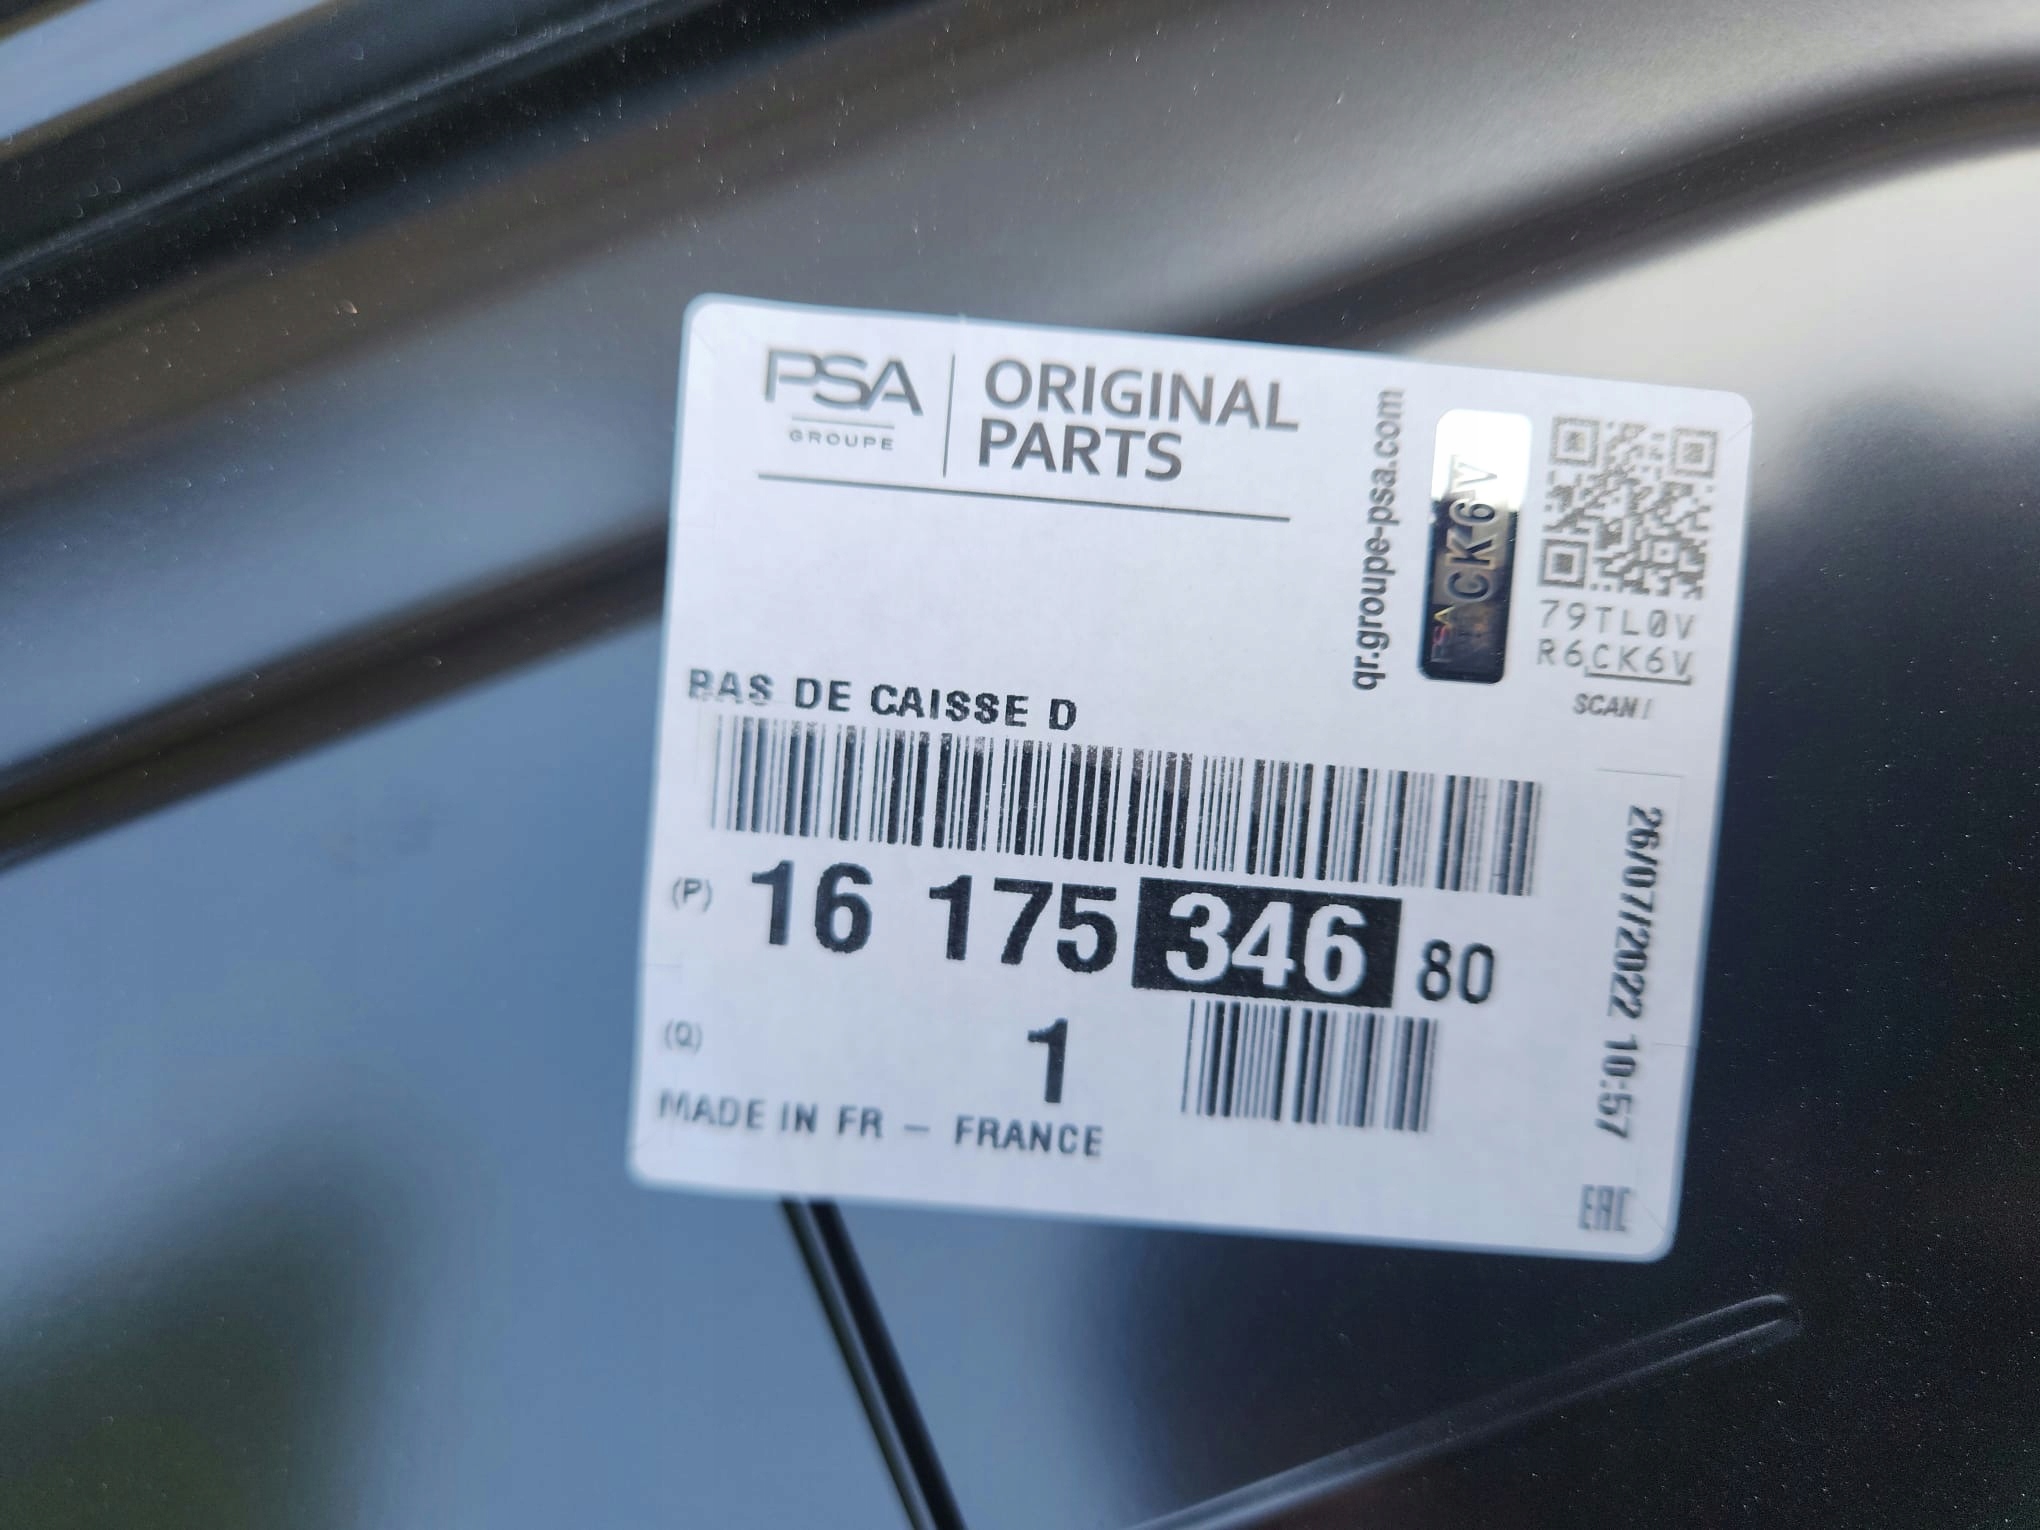 PSA
GROUPE
ORIGINAL
PARTS
qr.groupe-psa.com
PSA CK6V
79TL0V
R6CK6V
SCAN!
BAS DE CAISSE D
(P) 16 175 346 80
(Q) 1
MADE IN FR - FRANCE
26/07/2022 10:57
EAC